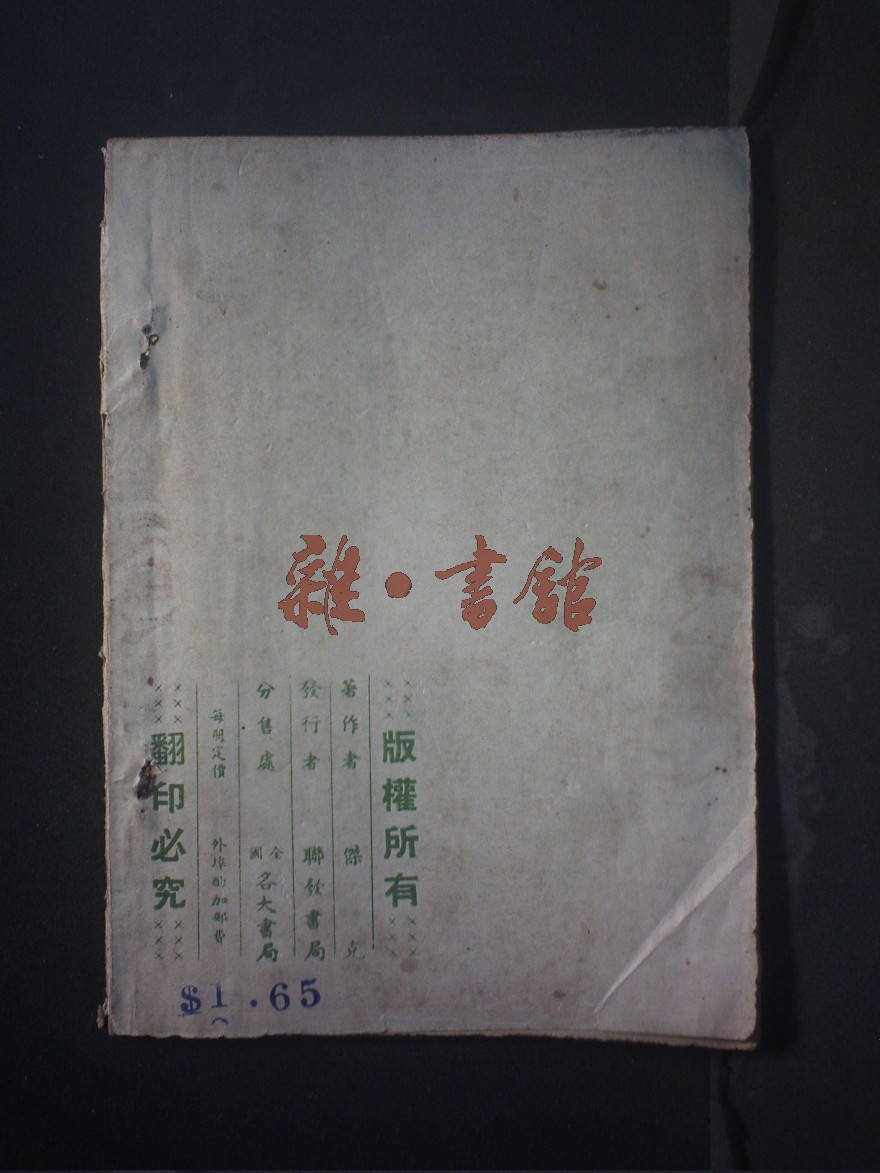 雜·書館
×××版權所有×××
著作者 傑克
發行者 聯發書局
分售處 全國各大書局
每冊定價 外埠酌加郵費
×××翻印必究×××
$1.65